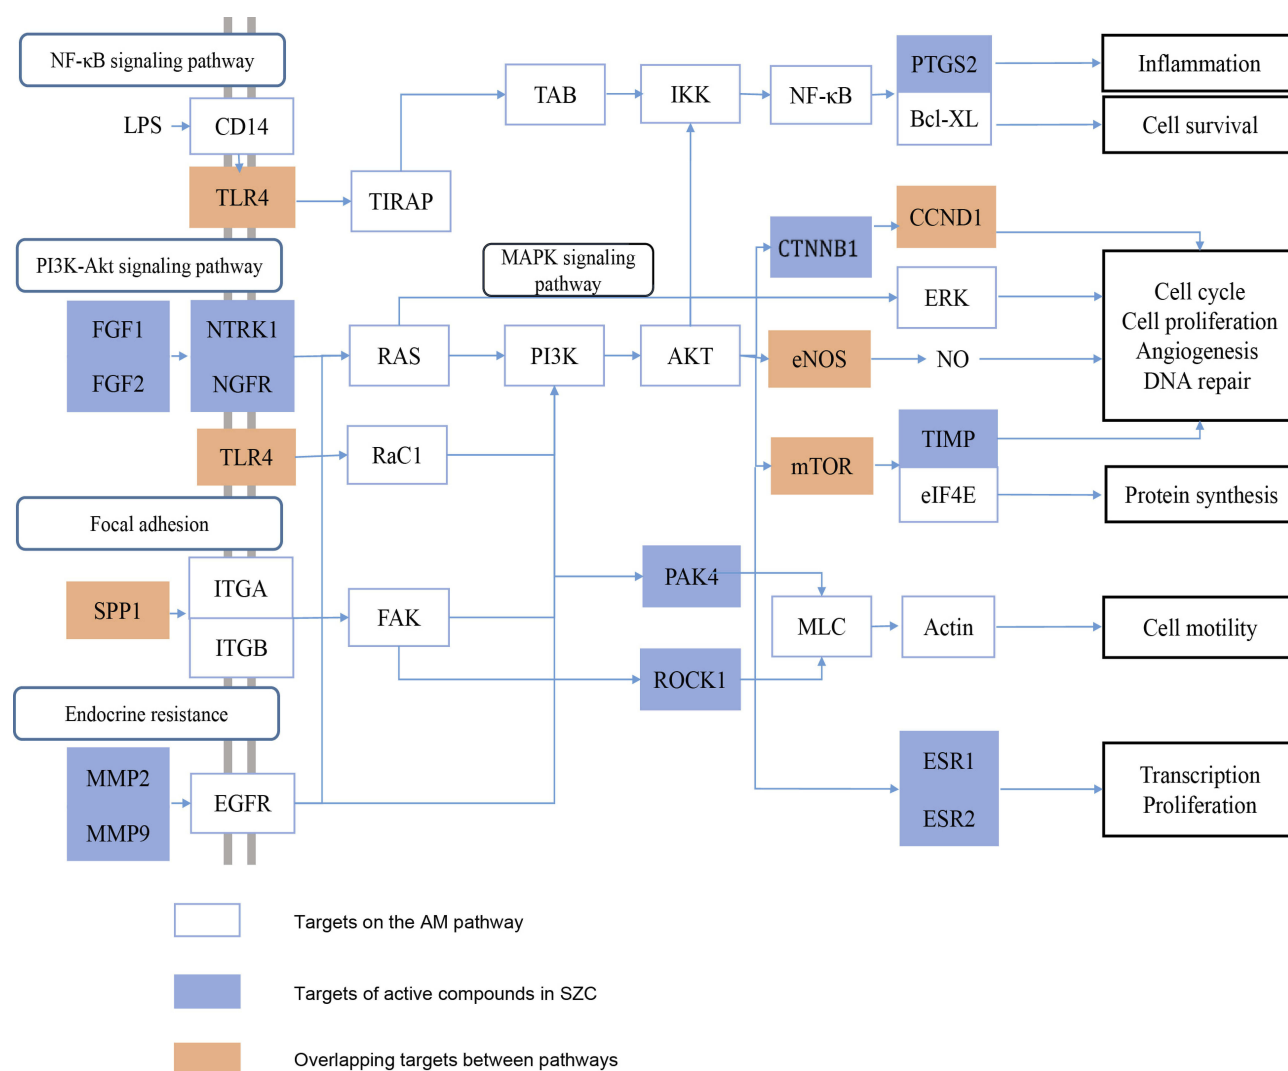 NF-κB signaling pathway
LPS
CD14
TLR4
TIRAP
TAB
IKK
NF-κB
PTGS2
Bcl-XL
Inflammation
Cell survival
PI3K-Akt signaling pathway
MAPK signaling
pathway
FGF1
FGF2
NTRK1
NGFR
RAS
PI3K
AKT
CTNNB1
CCND1
ERK
eNOS
NO
Cell cycle
Cell proliferation
Angiogenesis
DNA repair
TLR4
RaC1
mTOR
TIMP
eIF4E
Protein synthesis
Focal adhesion
SPP1
ITGA
ITGB
FAK
PAK4
ROCK1
MLC
Actin
Cell motility
Endocrine resistance
MMP2
MMP9
EGFR
ESR1
ESR2
Transcription
Proliferation
Targets on the AM pathway
Targets of active compounds in SZC
Overlapping targets between pathways